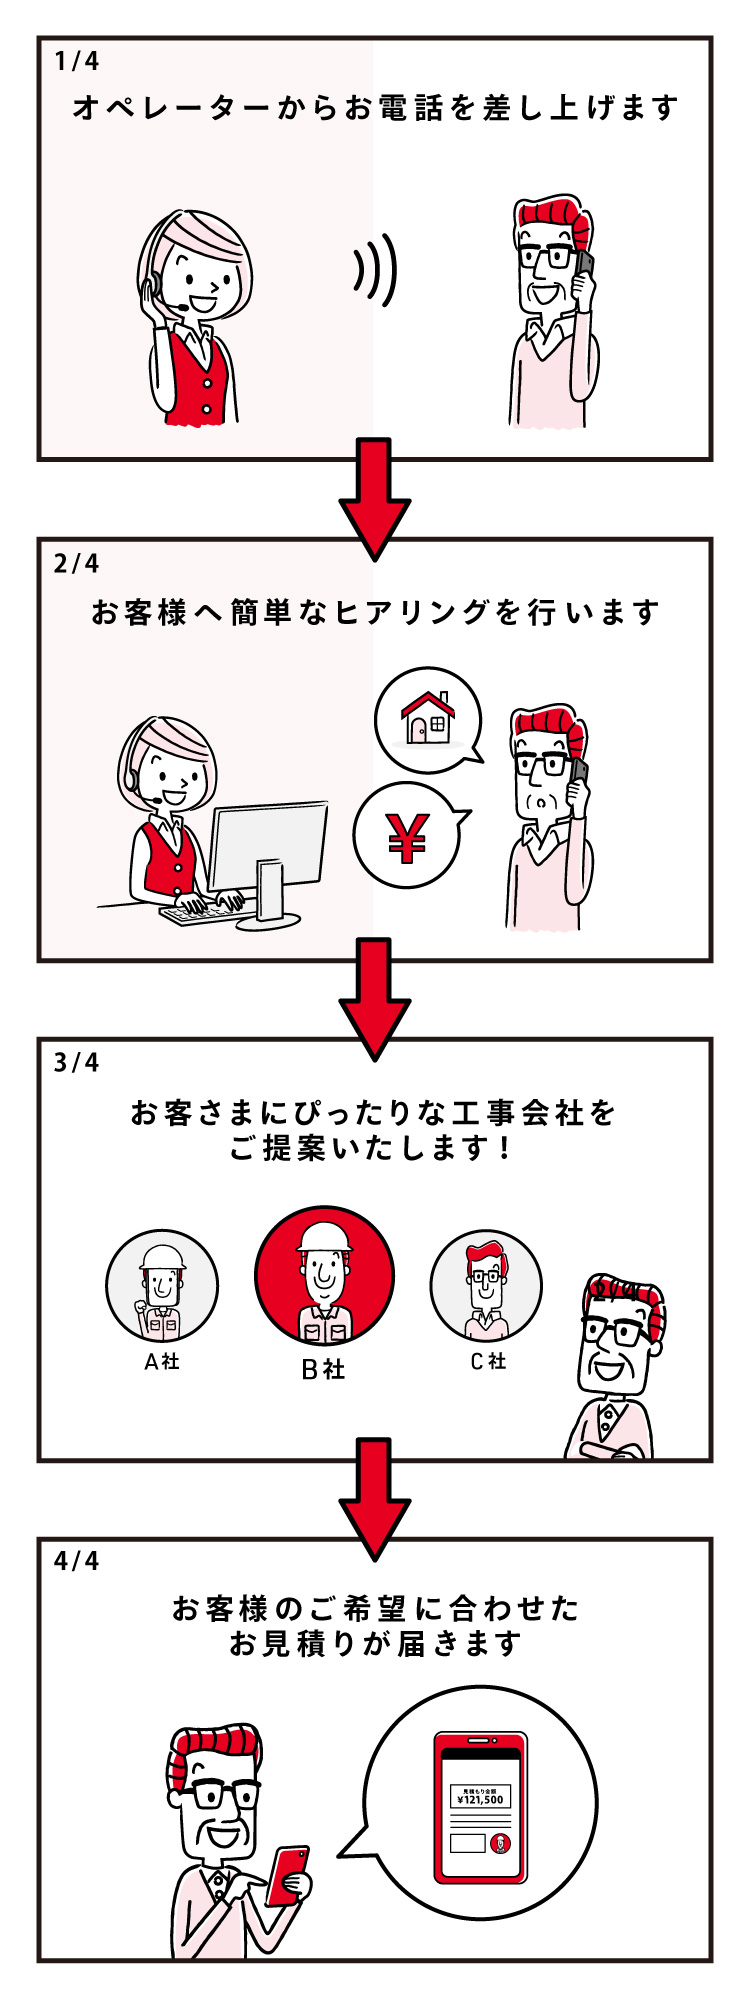 1/4
オペレーターからお電話を差し上げます
2/4
お客様へ簡単なヒアリングを行います
¥
3/4
お客さまにぴったりな工事会社を
ご提案いたします！
A社
B社
C社
2/4
4/4
お客様のご希望に合わせた
お見積りが届きます
見積もり金額
¥121,500